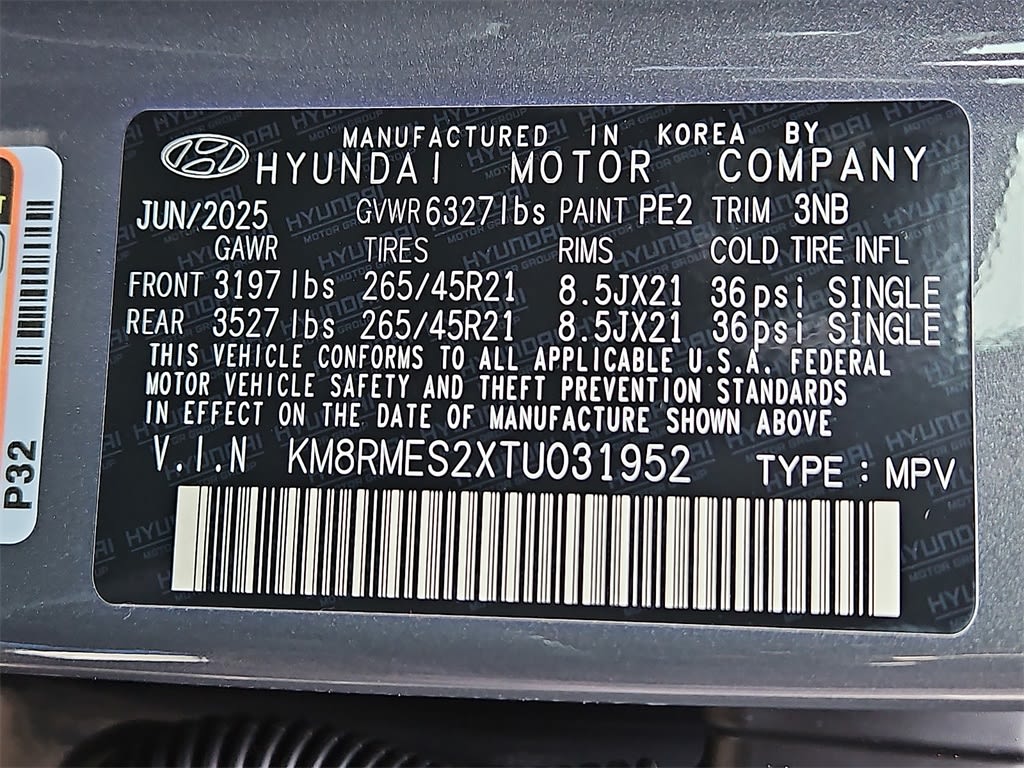 MANUFACTURED IN KOREA BY
HYUNDAI MOTOR COMPANY
JUN/2025 GVWR 6327 lbs PAINT PE2 TRIM 3NB
GAWR TIRES RIMS COLD TIRE INFL
FRONT 3197 lbs 265/45R21 8.5JX21 36psi SINGLE
REAR 3527 lbs 265/45R21 8.5JX21 36psi SINGLE
THIS VEHICLE CONFORMS TO ALL APPLICABLE U.S.A. FEDERAL
MOTOR VEHICLE SAFETY AND THEFT PREVENTION STANDARDS
IN EFFECT ON THE DATE OF MANUFACTURE SHOWN ABOVE
V.I.N KM8RMES2XTU031952 TYPE : MPV
P32